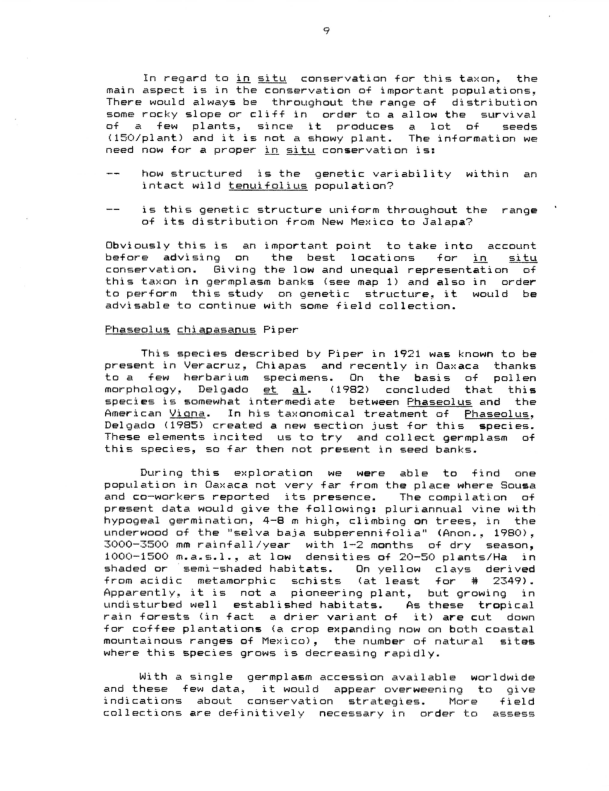 9
In regard to in situ conservation for this taxon, the
main aspect is in the conservation of important populations,
There would always be throughout the range of distribution
some rocky slope or cliff in order to a allow the survival
of a few plants, since it produces a lot of seeds
(150/plant) and it is not a showy plant. The information we
need now for a proper in situ conservation is:
-- how structured is the genetic variability within an
intact wild tenuifolius population?
-- is this genetic structure uniform throughout the range
of its distribution from New Mexico to Jalapa?
Obviously this is an important point to take into account
before advising on the best locations for in situ
conservation. Giving the low and unequal representation of
this taxon in germplasm banks (see map 1) and also in order
to perform this study on genetic structure, it would be
advisable to continue with some field collection.
Phaseolus chiapasanus Piper
This species described by Piper in 1921 was known to be
present in Veracruz, Chiapas and recently in Oaxaca thanks
to a few herbarium specimens. On the basis of pollen
morphology, Delgado et al. (1982) concluded that this
species is somewhat intermediate between Phaseolus and the
American Vigna. In his taxonomical treatment of Phaseolus,
Delgado (1985) created a new section just for this species.
These elements incited us to try and collect germplasm of
this species, so far then not present in seed banks.
During this exploration we were able to find one
population in Oaxaca not very far from the place where Sousa
and co-workers reported its presence. The compilation of
present data would give the following: pluriannual vine with
hypogeal germination, 4-8 m high, climbing on trees, in the
underwood of the "selva baja subperennifolia" (Anon., 1980),
3000-3500 mm rainfall/year with 1-2 months of dry season,
1000-1500 m.a.s.l., at low densities of 20-50 plants/Ha in
shaded or semi-shaded habitats. On yellow clays derived
from acidic metamorphic schists (at least for # 2349).
Apparently, it is not a pioneering plant, but growing in
undisturbed well established habitats. As these tropical
rain forests (in fact a drier variant of it) are cut down
for coffee plantations (a crop expanding now on both coastal
mountainous ranges of Mexico), the number of natural sites
where this species grows is decreasing rapidly.
With a single germplasm accession available worldwide
and these few data, it would appear overweening to give
indications about conservation strategies. More field
collections are definitively necessary in order to assess